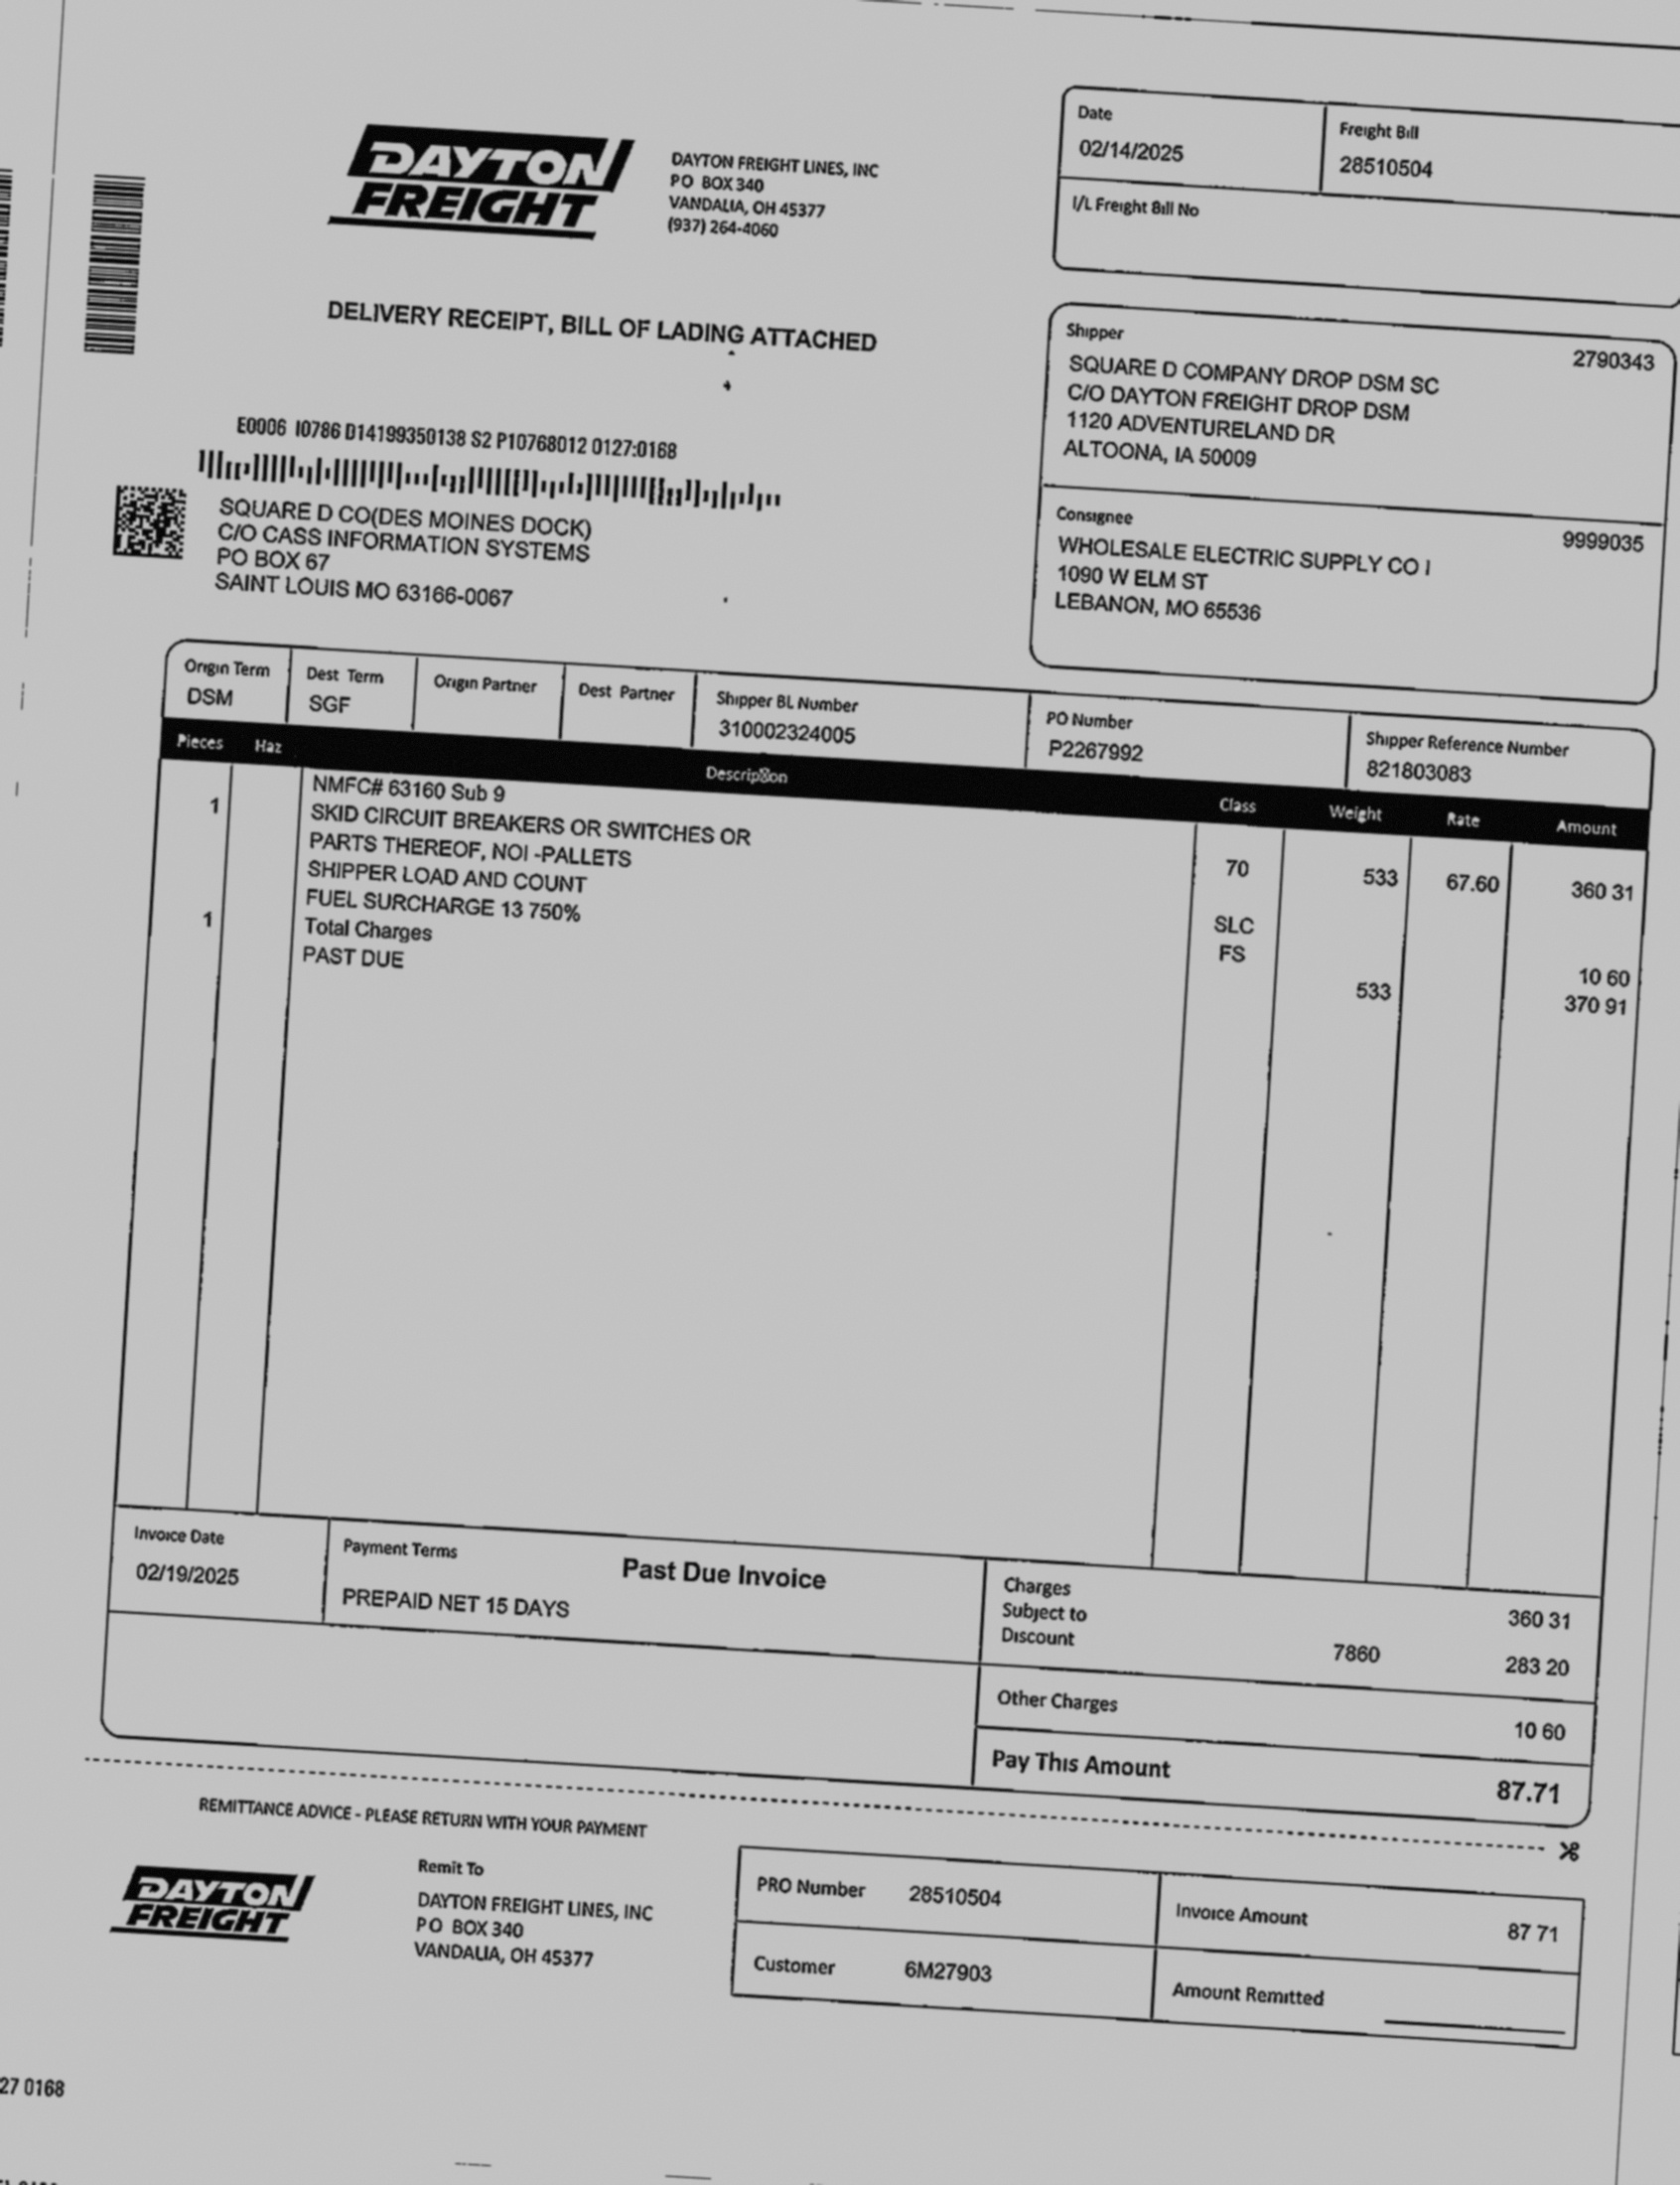 DAYTON
FREIGHT
DAYTON FREIGHT LINES, INC
PO BOX 340
VANDALIA, OH 45377
(937) 264-4060
Date
02/14/2025
Freight Bill
28510504
I/L Freight Bill No
DELIVERY RECEIPT, BILL OF LADING ATTACHED
Shipper
2790343
SQUARE D COMPANY DROP DSM SC
C/O DAYTON FREIGHT DROP DSM
1120 ADVENTURELAND DR
ALTOONA, IA 50009
E0006 I0786 D14199350138 S2 P10768012 0127:0168
SQUARE D CO(DES MOINES DOCK)
C/O CASS INFORMATION SYSTEMS
PO BOX 67
SAINT LOUIS MO 63166-0067
Consignee
9999035
WHOLESALE ELECTRIC SUPPLY CO I
1090 W ELM ST
LEBANON, MO 65536
Origin Term Dest Term Origin Partner Dest Partner Shipper BL Number PO Number Shipper Reference Number
DSM SGF 310002324005 P2267992 821803083
Pieces Haz Description Class Weight Rate Amount
1 NMFC# 63160 Sub 9
SKID CIRCUIT BREAKERS OR SWITCHES OR 70 533 67.60 360 31
PARTS THEREOF, NOI -PALLETS
SHIPPER LOAD AND COUNT SLC
FUEL SURCHARGE 13 750% FS 10 60
1 Total Charges 533 370 91
PAST DUE
Invoice Date
02/19/2025
Payment Terms
Past Due Invoice
PREPAID NET 15 DAYS
Charges 360 31
Subject to
Discount 7860 283 20
Other Charges 10 60
Pay This Amount 87.71
REMITTANCE ADVICE - PLEASE RETURN WITH YOUR PAYMENT
DAYTON
FREIGHT
Remit To
DAYTON FREIGHT LINES, INC
PO BOX 340
VANDALIA, OH 45377
PRO Number 28510504
Invoice Amount 87 71
Customer 6M27903
Amount Remitted
27 0168